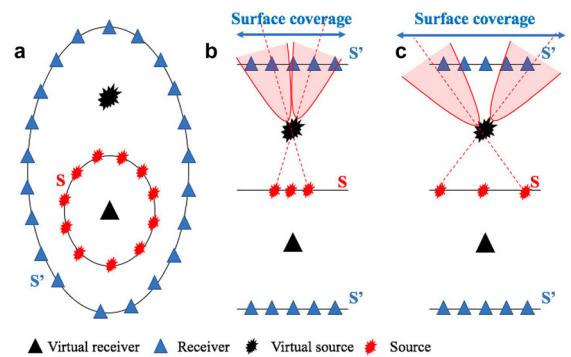 Surface coverage
Surface coverage
a
b
S’
c
S’
S
S
S
S’
S’
S’
Virtual receiver
Receiver
Virtual source
Source